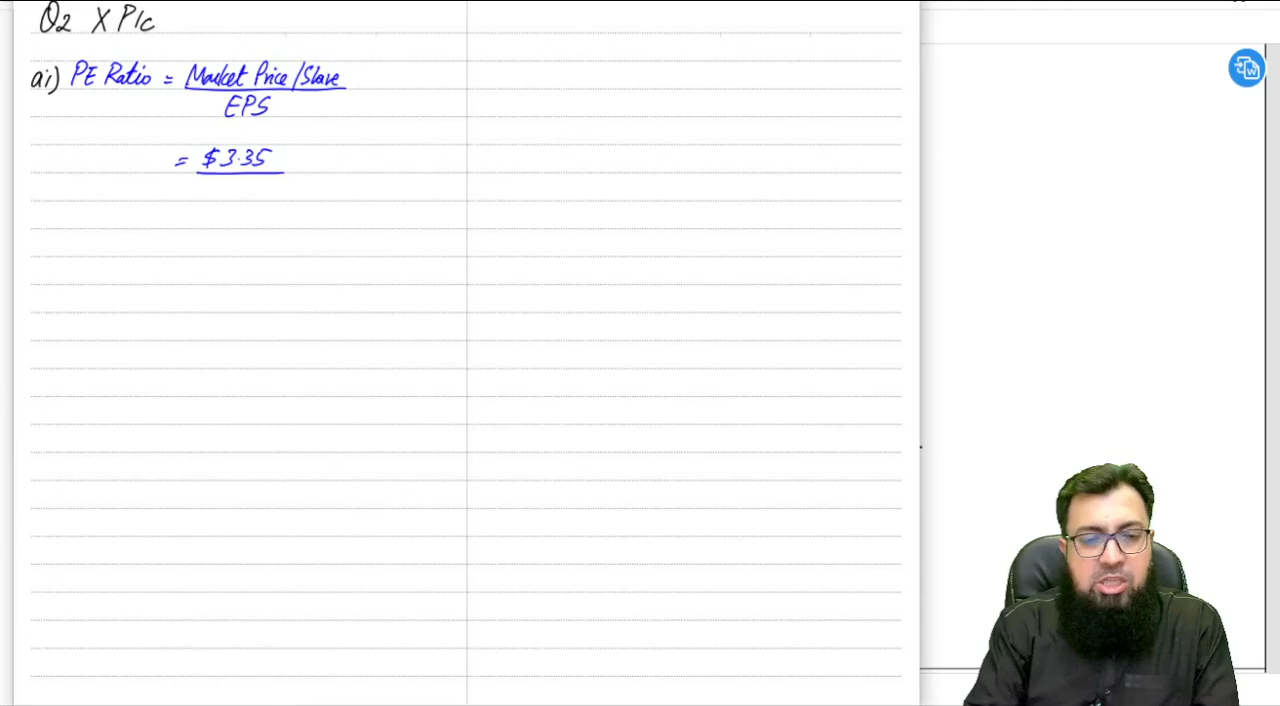 Q2 X Plc
ai) PE Ratio = Market Price/Share
EPS
= $3.35
W